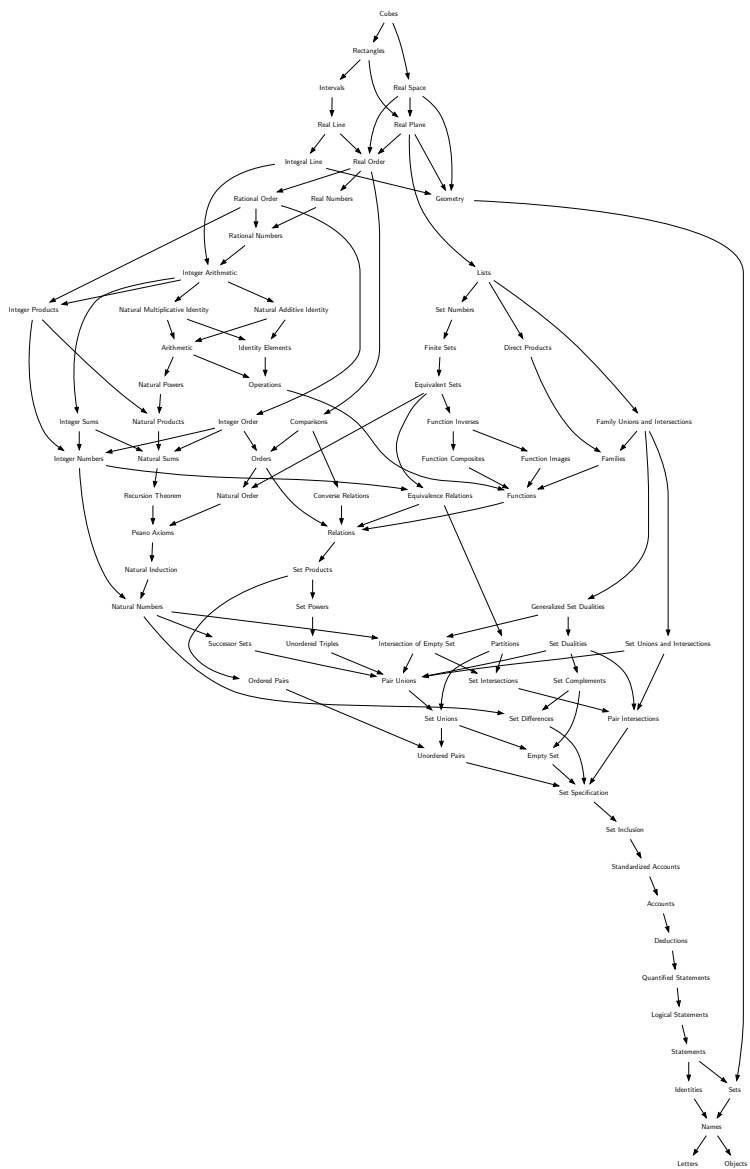 Cubes
Rectangles
Intervals
Real Space
Real Line
Real Plane
Integral Line
Real Order
Rational Order
Real Numbers
Geometry
Rational Numbers
Integer Arithmetic
Lists
Integer Products
Natural Multiplicative Identity
Natural Additive Identity
Set Numbers
Arithmetic
Identity Elements
Finite Sets
Direct Products
Natural Powers
Operations
Equivalent Sets
Integer Sums
Natural Products
Integer Order
Comparisons
Function Inverses
Family Unions and Intersections
Integer Numbers
Natural Sums
Orders
Function Composites
Function Images
Families
Recursion Theorem
Natural Order
Converse Relations
Equivalence Relations
Functions
Peano Axioms
Relations
Natural Induction
Set Products
Natural Numbers
Set Powers
Generalized Set Dualities
Successor Sets
Unordered Triples
Intersection of Empty Set
Partitions
Set Dualities
Set Unions and Intersections
Ordered Pairs
Pair Unions
Set Intersections
Set Complements
Set Unions
Set Differences
Pair Intersections
Unordered Pairs
Empty Set
Set Specification
Set Inclusion
Standardized Accounts
Accounts
Deductions
Quantified Statements
Logical Statements
Statements
Identities
Sets
Names
Letters
Objects